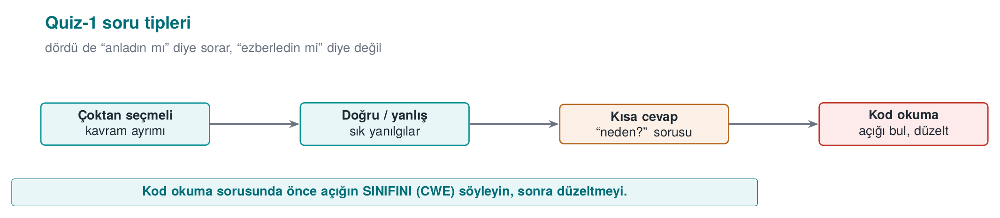 Quiz-1 soru tipleri
dördü de “anladın mı” diye sorar, “ezberledin mi” diye değil
Çoktan seçmeli
kavram ayrımı
Doğru / yanlış
sık yanılgılar
Kısa cevap
“neden?” sorusu
Kod okuma
açığı bul, düzelt
Kod okuma sorusunda önce açığın SINIFINI (CWE) söyleyin, sonra düzeltmeyi.